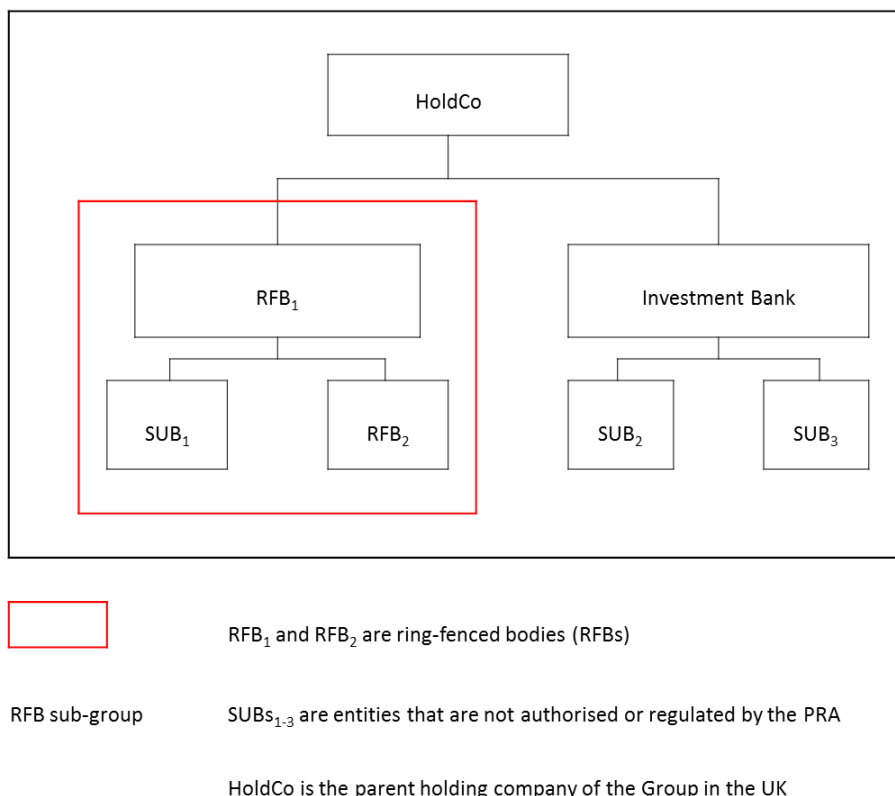 HoldCo
RFB₁
Investment Bank
SUB₁
RFB₂
SUB₂
SUB₃
RFB₁ and RFB₂ are ring-fenced bodies (RFBs)
RFB sub-group
SUBs₁₋₃ are entities that are not authorised or regulated by the PRA
HoldCo is the parent holding company of the Group in the UK